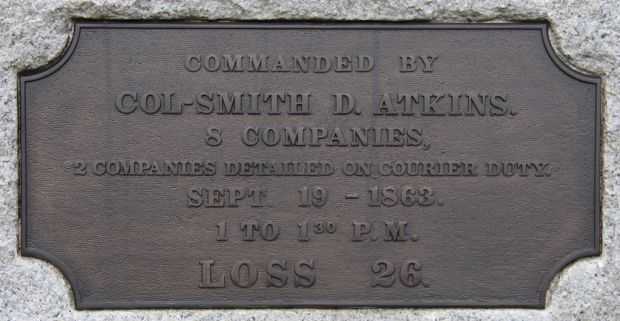 COMMANDED BY
COL-SMITH D. ATKINS.
8 COMPANIES,
2 COMPANIES DETAILED ON COURIER DUTY.
SEPT. 19 - 1863.
1 TO 1³⁰ P.M.
LOSS 26.